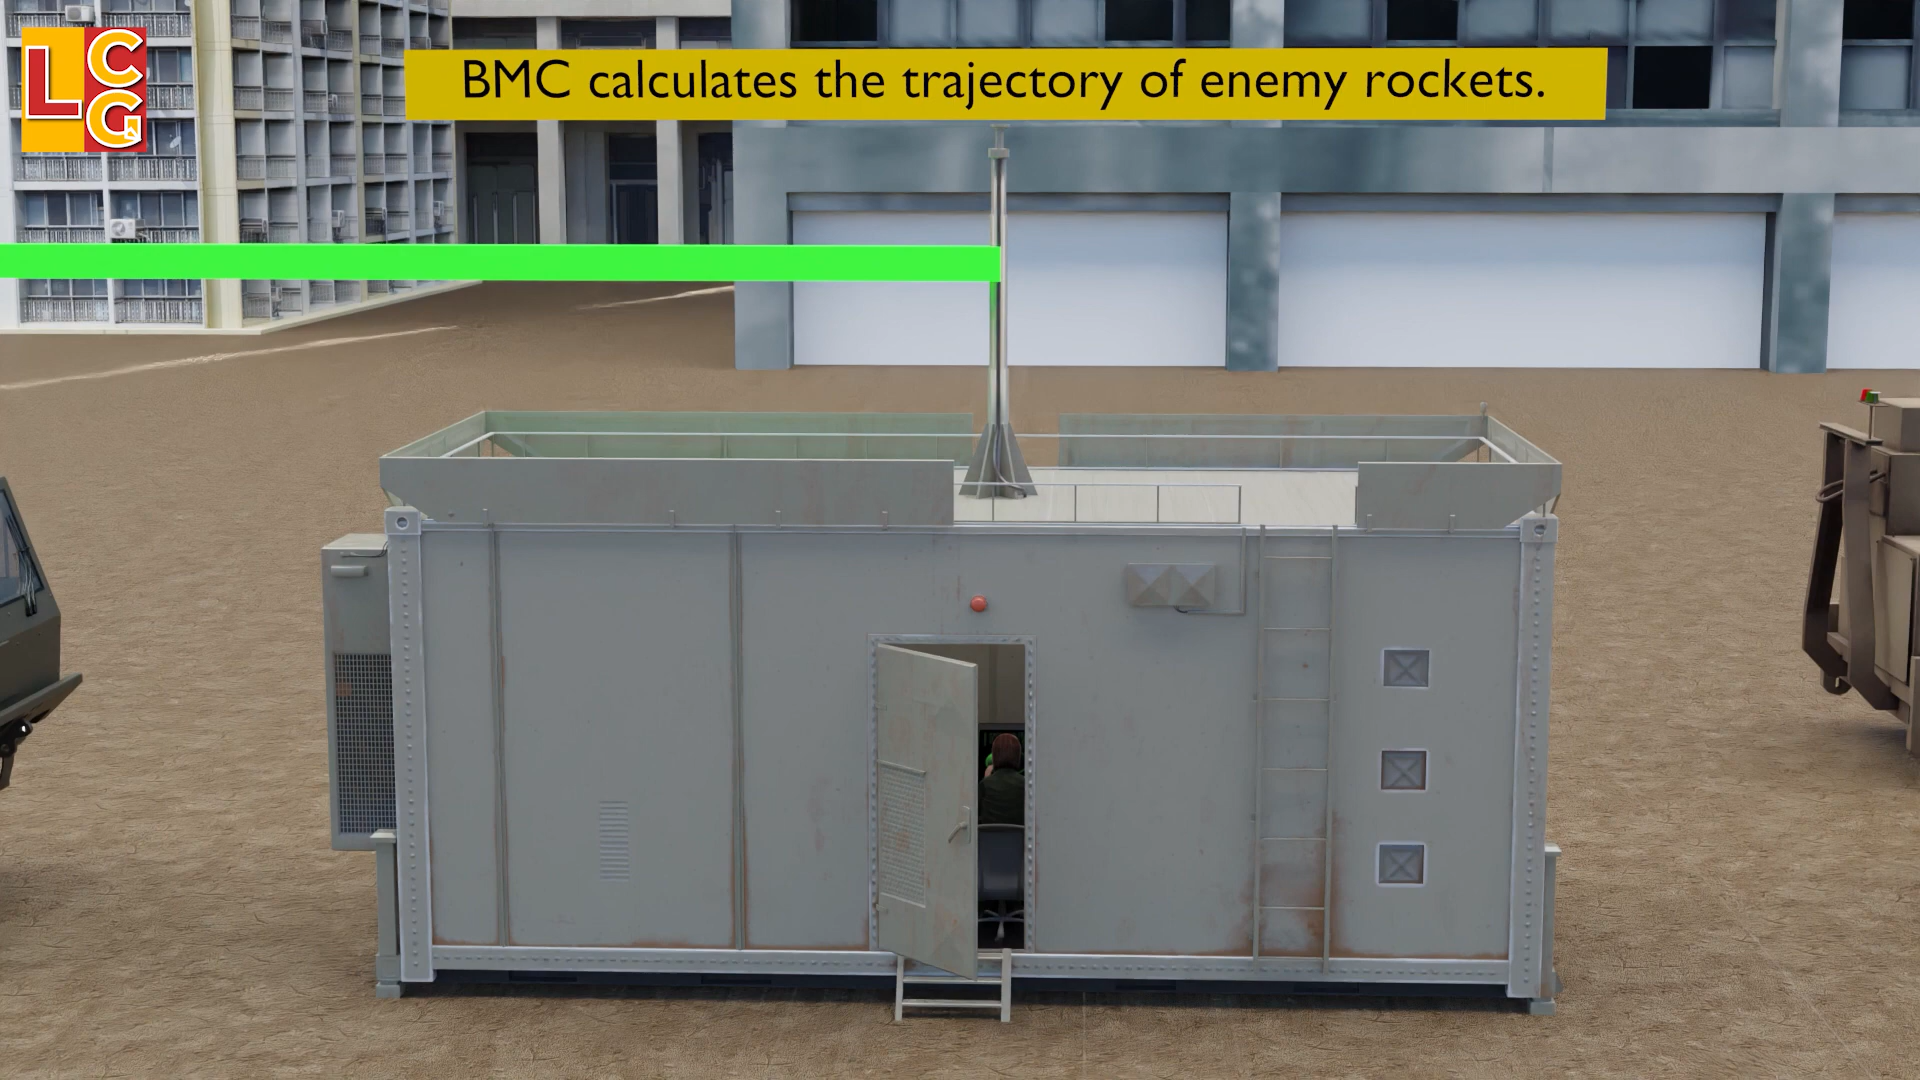 LCG
BMC calculates the trajectory of enemy rockets.